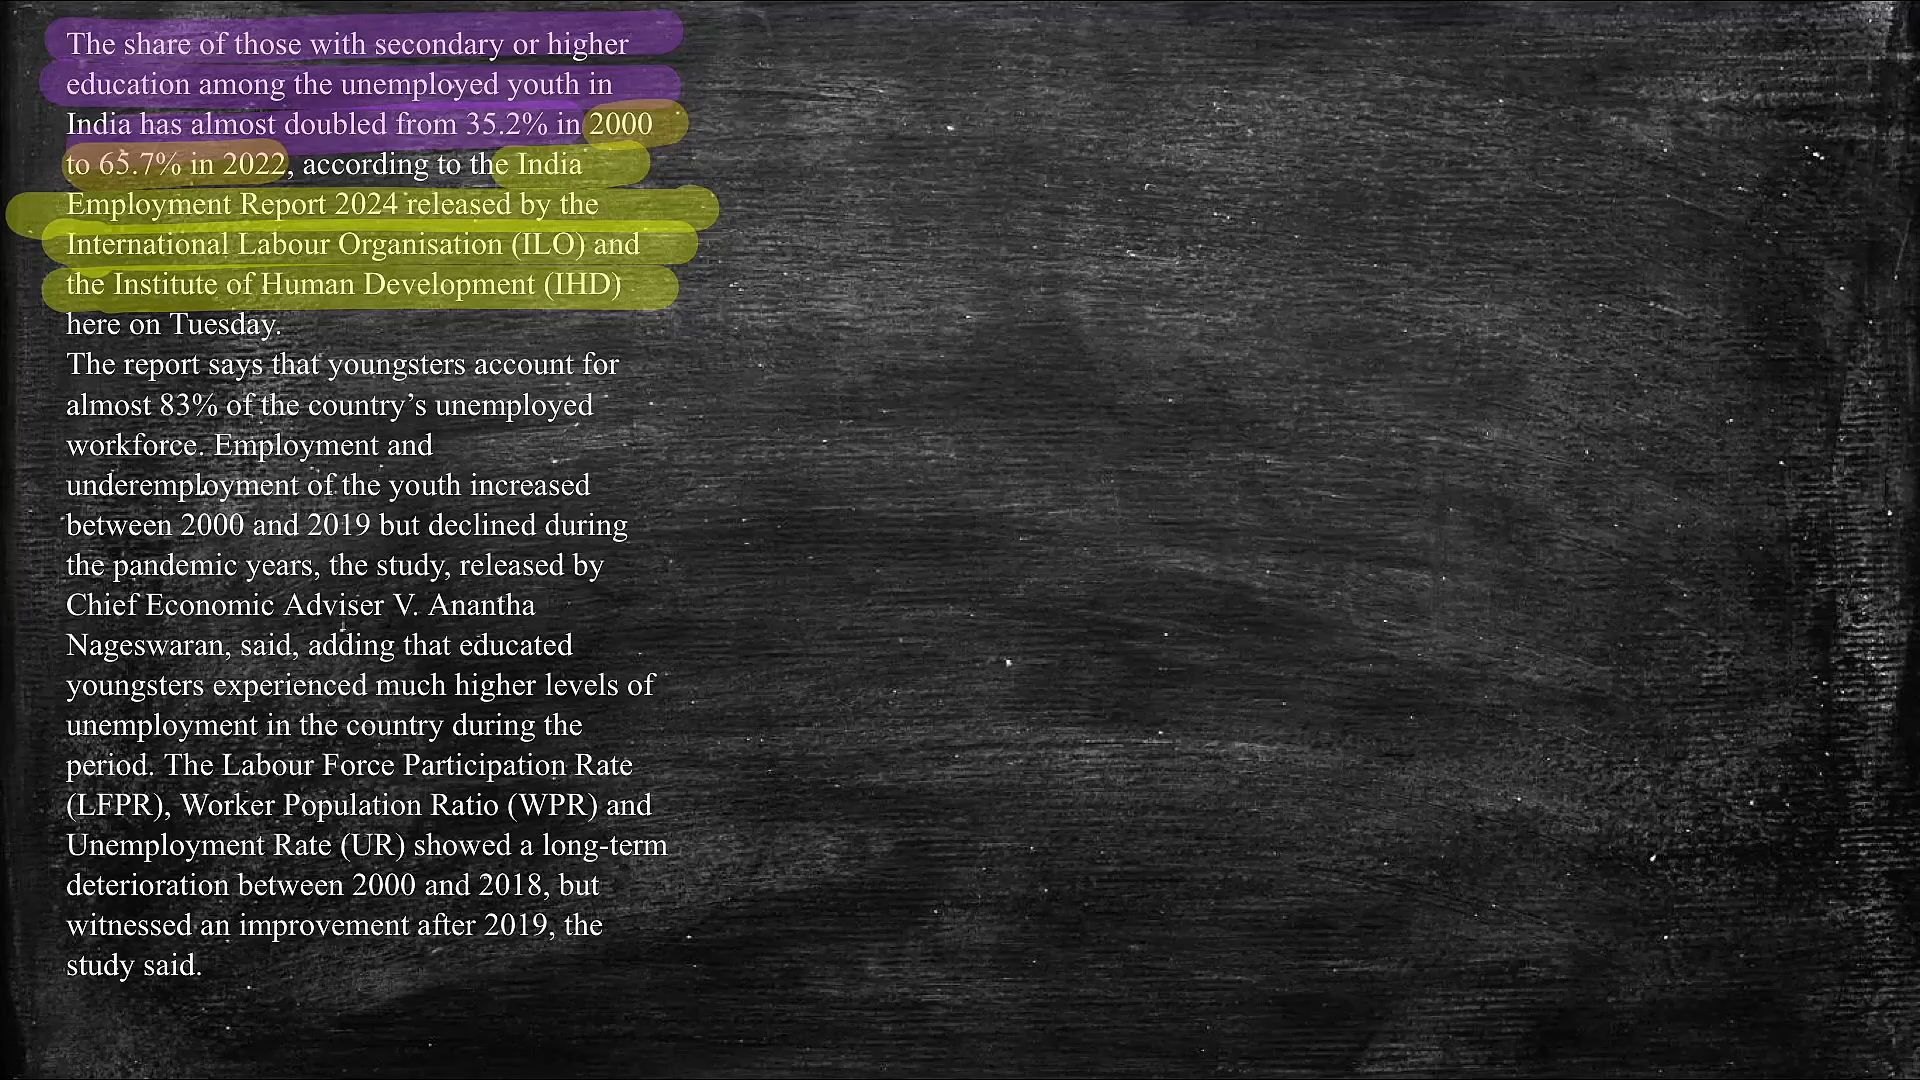 The share of those with secondary or higher
education among the unemployed youth in
India has almost doubled from 35.2% in 2000
to 65.7% in 2022, according to the India
Employment Report 2024 released by the
International Labour Organisation (ILO) and
the Institute of Human Development (IHD)
here on Tuesday.
The report says that youngsters account for
almost 83% of the country’s unemployed
workforce. Employment and
underemployment of the youth increased
between 2000 and 2019 but declined during
the pandemic years, the study, released by
Chief Economic Adviser V. Anantha
Nageswaran, said, adding that educated
youngsters experienced much higher levels of
unemployment in the country during the
period. The Labour Force Participation Rate
(LFPR), Worker Population Ratio (WPR) and
Unemployment Rate (UR) showed a long-term
deterioration between 2000 and 2018, but
witnessed an improvement after 2019, the
study said.